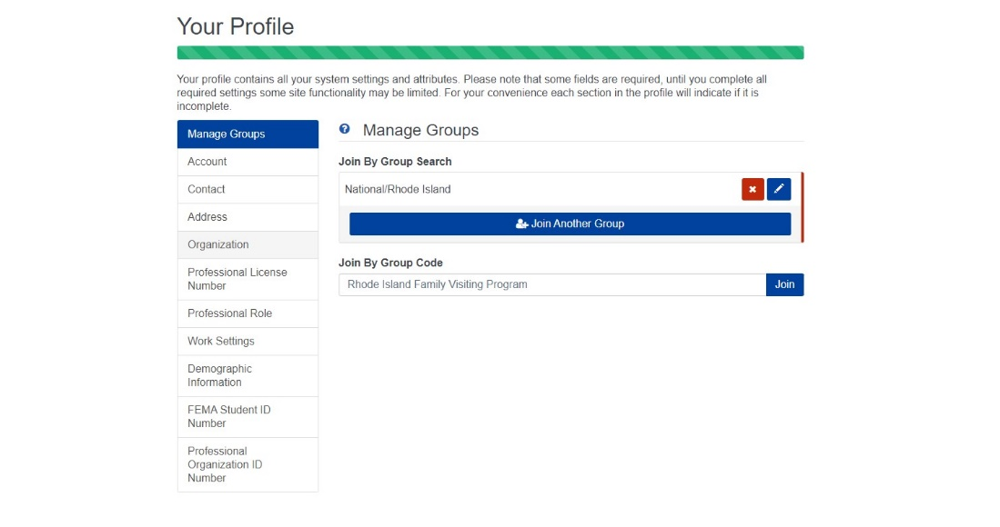 Your Profile
Your profile contains all your system settings and attributes. Please note that some fields are required, until you complete all
required settings some site functionality may be limited. For your convenience each section in the profile will indicate if it is
incomplete.
Manage Groups
Account
Contact
Address
Organization
Professional License
Number
Professional Role
Work Settings
Demographic
Information
FEMA Student ID
Number
Professional
Organization ID
Number
Manage Groups
Join By Group Search
National/Rhode Island
Join Another Group
Join By Group Code
Rhode Island Family Visiting Program
Join